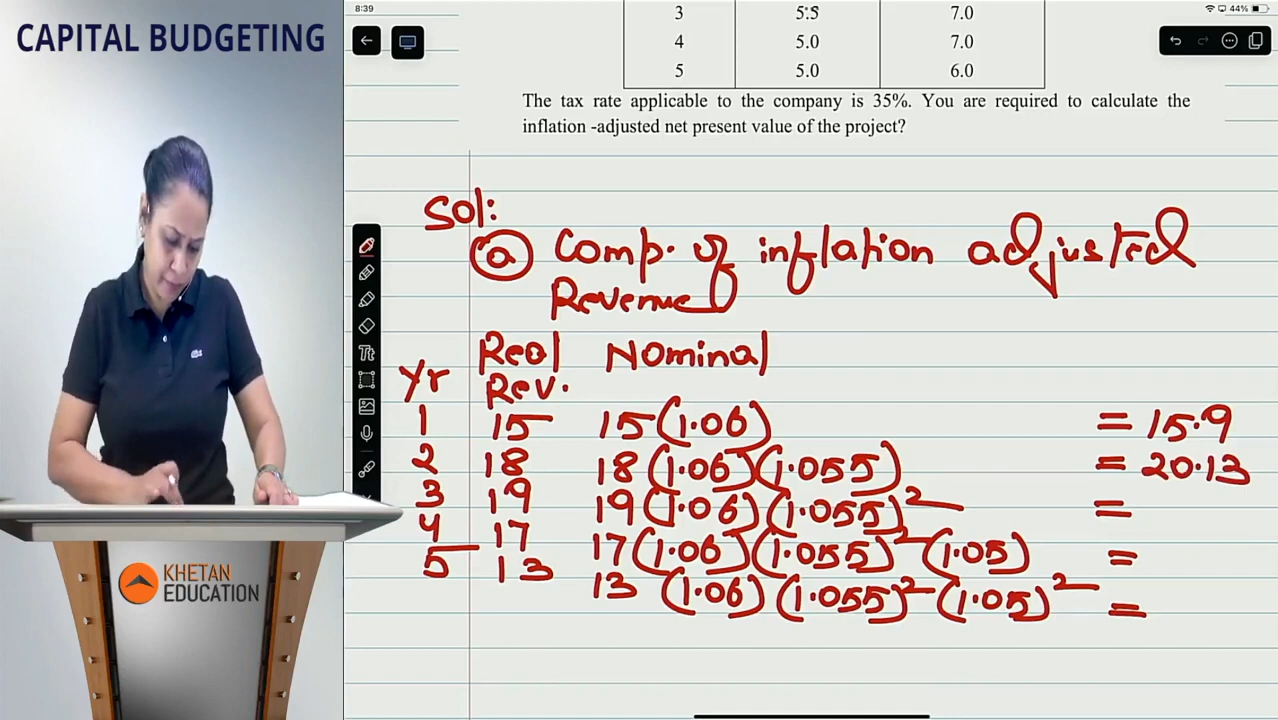 CAPITAL BUDGETING
8:39
44%
3 5.5 7.0
4 5.0 7.0
5 5.0 6.0
The tax rate applicable to the company is 35%. You are required to calculate the
inflation -adjusted net present value of the project?
Sol:
(a) Comp. of inflation adjusted
Revenue
Yr Real Rev. Nominal
1 15 15(1.06) = 15.9
2 18 18(1.06)(1.055) = 20.13
3 19 19(1.06)(1.055)² =
4 17 17(1.06)(1.055)²(1.05) =
5 13 13(1.06)(1.055)²(1.05)² =
Tt
KHETAN
EDUCATION